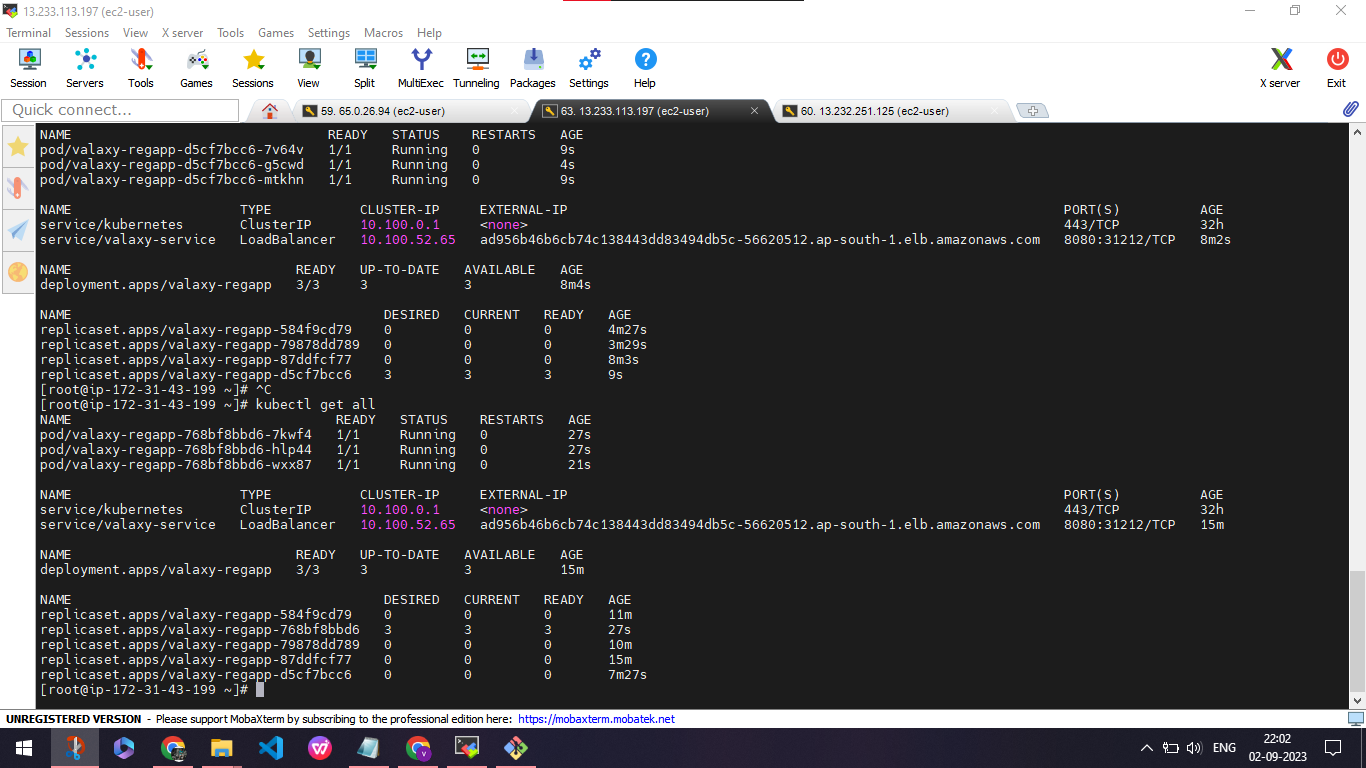 13.233.113.197 (ec2-user)
Terminal Sessions View X server Tools Games Settings Macros Help
Session Servers Tools Games Sessions View Split MultiExec Tunneling Packages Settings Help X server Exit
Quick connect... 59. 65.0.26.94 (ec2-user) 63. 13.233.113.197 (ec2-user) 60. 13.232.251.125 (ec2-user)
NAME READY STATUS RESTARTS AGE
pod/valaxy-regapp-d5cf7bcc6-7v64v 1/1 Running 0 9s
pod/valaxy-regapp-d5cf7bcc6-g5cwd 1/1 Running 0 4s
pod/valaxy-regapp-d5cf7bcc6-mtkhn 1/1 Running 0 9s
NAME TYPE CLUSTER-IP EXTERNAL-IP PORT(S) AGE
service/kubernetes ClusterIP 10.100.0.1 <none> 443/TCP 32h
service/valaxy-service LoadBalancer 10.100.52.65 ad956b46b6cb74c138443dd83494db5c-56620512.ap-south-1.elb.amazonaws.com 8080:31212/TCP 8m2s
NAME READY UP-TO-DATE AVAILABLE AGE
deployment.apps/valaxy-regapp 3/3 3 3 8m4s
NAME DESIRED CURRENT READY AGE
replicaset.apps/valaxy-regapp-584f9cd79 0 0 0 4m27s
replicaset.apps/valaxy-regapp-79878dd789 0 0 0 3m29s
replicaset.apps/valaxy-regapp-87ddfcf77 0 0 0 8m3s
replicaset.apps/valaxy-regapp-d5cf7bcc6 3 3 3 9s
[root@ip-172-31-43-199 ~]# ^C
[root@ip-172-31-43-199 ~]# kubectl get all
NAME READY STATUS RESTARTS AGE
pod/valaxy-regapp-768bf8bbd6-7kwf4 1/1 Running 0 27s
pod/valaxy-regapp-768bf8bbd6-hlp44 1/1 Running 0 27s
pod/valaxy-regapp-768bf8bbd6-wxx87 1/1 Running 0 21s
NAME TYPE CLUSTER-IP EXTERNAL-IP PORT(S) AGE
service/kubernetes ClusterIP 10.100.0.1 <none> 443/TCP 32h
service/valaxy-service LoadBalancer 10.100.52.65 ad956b46b6cb74c138443dd83494db5c-56620512.ap-south-1.elb.amazonaws.com 8080:31212/TCP 15m
NAME READY UP-TO-DATE AVAILABLE AGE
deployment.apps/valaxy-regapp 3/3 3 3 15m
NAME DESIRED CURRENT READY AGE
replicaset.apps/valaxy-regapp-584f9cd79 0 0 0 11m
replicaset.apps/valaxy-regapp-768bf8bbd6 3 3 3 27s
replicaset.apps/valaxy-regapp-79878dd789 0 0 0 10m
replicaset.apps/valaxy-regapp-87ddfcf77 0 0 0 15m
replicaset.apps/valaxy-regapp-d5cf7bcc6 0 0 0 7m27s
[root@ip-172-31-43-199 ~]#
UNREGISTERED VERSION - Please support MobaXterm by subscribing to the professional edition here: https://mobaxterm.mobatek.net
ENG 22:02
02-09-2023